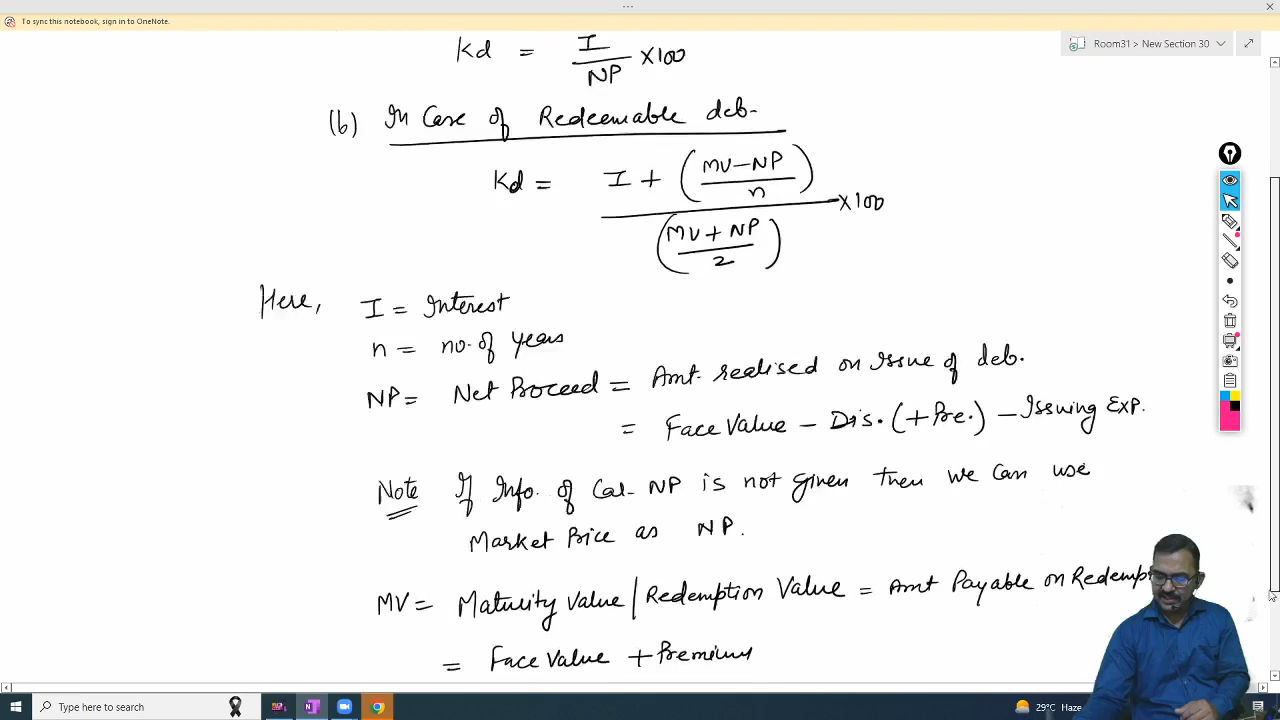 To sync this notebook, sign in to OneNote.
Room31 > New Section 30
Kd = I / NP ×100
(b) In Case of Redeemable deb.
Kd = I + (MV–NP / n) / (MV + NP / 2) ×100
Here, I = Interest
n = no. of years
NP = Net Proceed = Amt. realised on Issue of deb.
= Face Value – Dis. (+Pre.) – Issuing Exp.
Note If Info. of Cal. NP is not given then we can use
Market Price as NP.
MV = Maturity Value | Redemption Value = Amt Payable on Redempt
= Face Value + Premium
Type here to search
29°C Haze